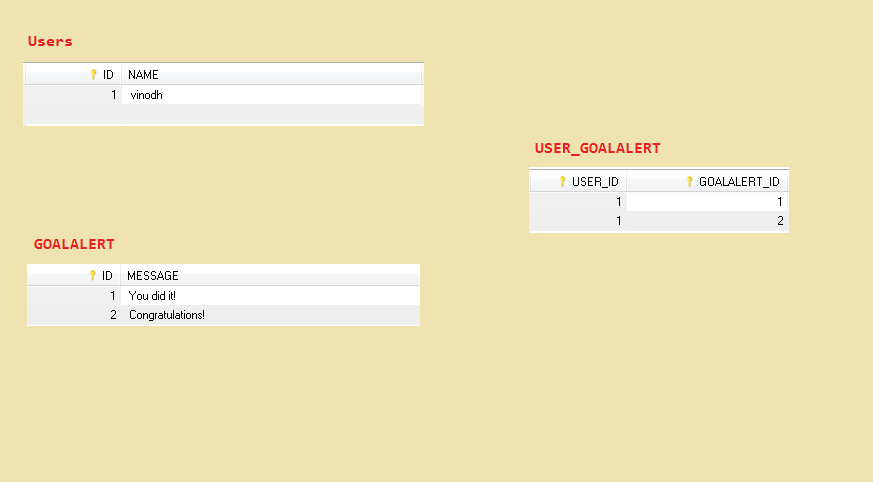 Users
ID NAME
1 vinodh
USER_GOALALERT
USER_ID GOALALERT_ID
1 1
1 2
GOALALERT
ID MESSAGE
1 You did it!
2 Congratulations!